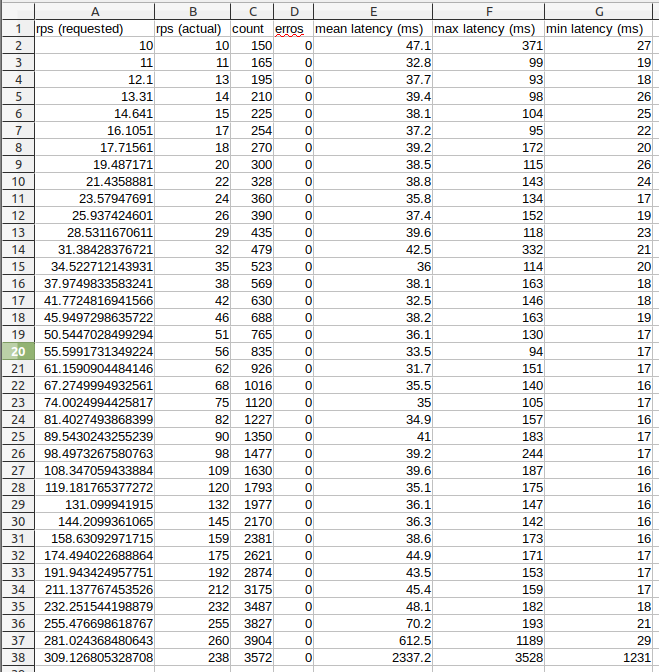 A B C D E F G
1 rps (requested) rps (actual) count erros mean latency (ms) max latency (ms) min latency (ms)
2 10 10 150 0 47.1 371 27
3 11 11 165 0 32.8 99 19
4 12.1 13 195 0 37.7 93 18
5 13.31 14 210 0 39.4 98 26
6 14.641 15 225 0 38.1 104 25
7 16.1051 17 254 0 37.2 95 22
8 17.71561 18 270 0 39.2 172 20
9 19.487171 20 300 0 38.5 115 26
10 21.4358881 22 328 0 38.8 143 24
11 23.57947691 24 360 0 35.8 134 17
12 25.937424601 26 390 0 37.4 152 19
13 28.5311670611 29 435 0 39.6 118 23
14 31.38428376721 32 479 0 42.5 332 21
15 34.522712143931 35 523 0 36 114 20
16 37.9749833583241 38 569 0 38.1 163 18
17 41.7724816941566 42 630 0 32.5 146 18
18 45.9497298635722 46 688 0 38.2 163 19
19 50.5447028499294 51 765 0 36.1 130 17
20 55.5991731349224 56 835 0 33.5 94 17
21 61.1590904484146 62 926 0 31.7 151 17
22 67.2749994932561 68 1016 0 35.5 140 16
23 74.0024994425817 75 1120 0 35 105 17
24 81.4027493868399 82 1227 0 34.9 157 16
25 89.5430243255239 90 1350 0 41 183 17
26 98.4973267580763 98 1477 0 39.2 244 17
27 108.347059433884 109 1630 0 39.6 187 16
28 119.181765377272 120 1793 0 35.1 175 16
29 131.099941915 132 1977 0 36.1 147 16
30 144.2099361065 145 2170 0 36.3 142 16
31 158.63092971715 159 2381 0 38.6 173 16
32 174.494022688864 175 2621 0 44.9 171 17
33 191.943424957751 192 2874 0 43.5 153 17
34 211.137767453526 212 3175 0 45.4 159 17
35 232.251544198879 232 3487 0 48.1 182 18
36 255.476698618767 255 3827 0 70.2 193 21
37 281.024368480643 260 3904 0 612.5 1189 29
38 309.126805328708 238 3572 0 2337.2 3528 1231